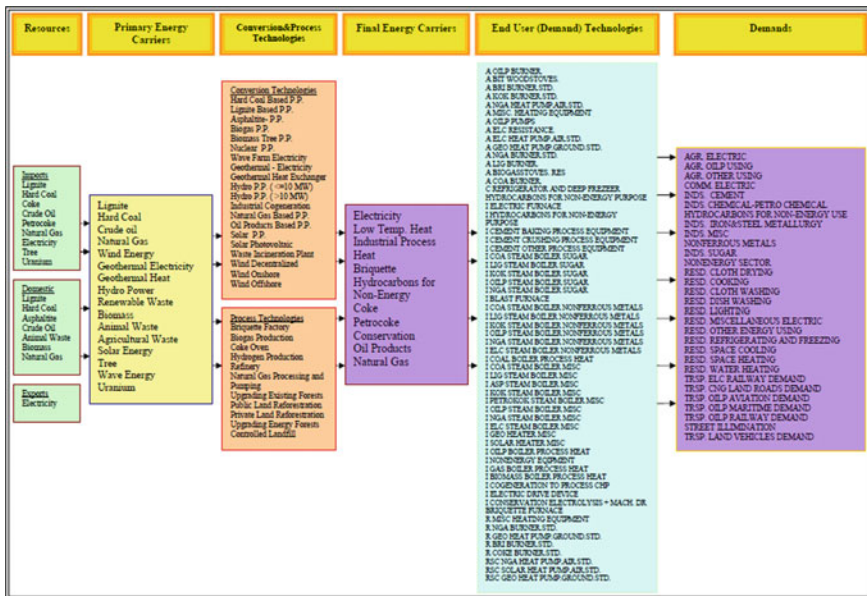 Resources
Primary Energy
Carriers
Conversion&Process
Technologies
Final Energy Carriers
End User (Demand) Technologies
Demands
Imports
Lignite
Hard Coal
Coke
Crude Oil
Petrocoke
Natural Gas
Electricity
Tree
Uranium
Domestic
Lignite
Hard Coal
Asphaltite
Crude Oil
Animal Waste
Biomass
Natural Gas
Exports
Electricity
Lignite
Hard Coal
Crude oil
Natural Gas
Wind Energy
Geothermal Electricity
Geothermal Heat
Hydro Power
Renewable Waste
Biomass
Animal Waste
Agricultural Waste
Solar Energy
Tree
Wave Energy
Uranium
Conversion Technologies
Hard Coal Based P.P.
Lignite Based P.P.
Asphaltite- P.P.
Biogas P.P.
Biomass Tree P.P.
Nuclear P.P.
Wave Farm Electricity
Geothermal - Electricity
Geothermal Heat Exchanger
Hydro P.P. ( <=10 MW)
Hydro P.P. ( >10 MW)
Industrial Cogeneration
Natural Gas Based P.P.
Oil Products Based P.P.
Solar P.P.
Solar Photovoltaic
Waste Incineration Plant
Wind Decentralized
Wind Onshore
Wind Offshore
Process Technologies
Briquette Factory
Biogas Production
Coke Oven
Hydrogen Production
Refinery
Natural Gas Processing and
Pumping
Upgrading Existing Forests
Public Land Reforestration
Private Land Reforestration
Upgrading Energy Forests
Controlled Landfill
Electricity
Low Temp. Heat
Industrial Process
Heat
Briquette
Hydrocarbons for
Non-Energy
Coke
Petrocoke
Conservation
Oil Products
Natural Gas
A OILP BURNER.
A BIT WOODSTOVES.
A BRI BURNER.STD.
A KOK BURNER.STD.
A NGA HEAT PUMP.AIR.STD.
A MISC. HEATING EQUIPMENT
A OILP PUMPS
A ELC RESISTANCE.
A ELC HEAT PUMP.AIR.STD.
A GEO HEAT PUMP.GROUND.STD.
A NGA BURNER.STD.
A LIG BURNER.
A BIOGASSTOVES. RES
A COA BURNER.
C REFRIGERATOR AND DEEP FREZEER
HYDROCARBONS FOR NON-ENERGY PURPOSE
I ELECTRIC FURNACE
I HYDROCARBONS FOR NON-ENERGY
PURPOSE
I CEMENT BAKING PROCESS EQUIPMENT
I CEMENT CRUSHING PROCESS EQUIPMENT
I CEMENT OTHER PROCESS EQUIPMENT
I COA STEAM BOILER SUGAR
I LIG STEAM BOILER SUGAR
I KOK STEAM BOILER SUGAR
I OILP STEAM BOILER SUGAR
I NGA STEAM BOILER SUGAR
I BLAST FURNACE
I COA STEAM BOILER NONFERROUS METALS
I LIG STEAM BOILER NONFERROUS METALS
I KOK STEAM BOILER NONFERROUS METALS
I OILP STEAM BOILER NONFERROUS METALS
I NGA STEAM BOILER NONFERROUS METALS
I ELC STEAM BOILER NONFERROUS METALS
I COAL BOILER PROCESS HEAT
I COA STEAM BOILER MISC
I LIG STEAM BOILER MISC
I ASP STEAM BOILER MISC
I KOK STEAM BOILER MISC
I PETROKOK STEAM BOILER MISC
I OILP STEAM BOILER MISC
I NGA STEAM BOILER MISC
I ELC STEAM BOILER MISC
I GEO HEATER MISC
I SOLAR HEATER MISC
I OILP BOILER PROCESS HEAT
I NONENERGY EQIPMENT
I GAS BOILER PROCESS HEAT
I BIOMASS BOILER PROCESS HEAT
I COGENERATION TO PROCESS CHP
I ELECTRIC DRIVE DEVICE
I CONSERVATION ELECTROLYSIS + MACH. DR
BRIQUETTE FURNACE
R MISC HEATING EQUIPMENT
R NGA BURNER.STD.
R GEO HEAT PUMP.GROUND.STD.
R BRI BURNER.STD.
R COKE BURNER.STD.
RSC NGA HEAT PUMP.AIR.STD.
RSC SOLAR HEAT PUMP.AIR.STD.
RSC GEO HEAT PUMP.GROUND.STD.
AGR. ELECTRIC
AGR. OILP USING
AGR. OTHER USING
COMM. ELECTRIC
INDS. CEMENT
INDS. CHEMICAL-PETRO CHEMICAL
HYDROCARBONS FOR NON-ENERGY USE
INDS. IRON&STEEL METALLURGY
INDS. MISC
NONFERROUS METALS
INDS. SUGAR
NONENERGY SECTOR
RESD. CLOTH DRYING
RESD. COOKING
RESD. CLOTH WASHING
RESD. DISH WASHING
RESD. LIGHTING
RESD. MISCELLANEOUS ELECTRIC
RESD. OTHER ENERGY USING
RESD. REFRIGERATING AND FREEZING
RESD. SPACE COOLING
RESD. SPACE HEATING
RESD. WATER HEATING
TRSP. ELC RAILWAY DEMAND
TRSP. CNG LAND ROADS DEMAND
TRSP. OILP AVIATION DEMAND
TRSP. OILP MARITIME DEMAND
TRSP. OILP RAILWAY DEMAND
STREET ILLIMINATION
TRSP. LAND VEHICLES DEMAND